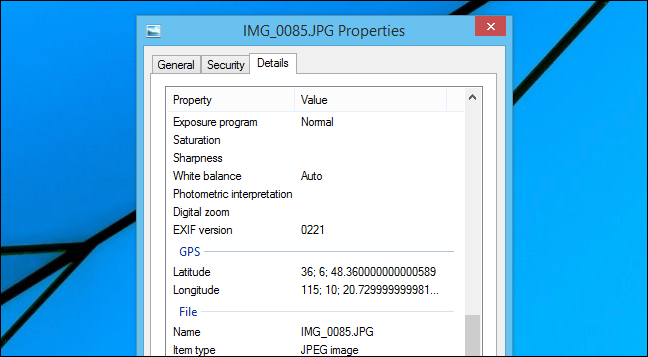 IMG_0085.JPG Properties
General Security Details
Property Value
Exposure program Normal
Saturation
Sharpness
White balance Auto
Photometric interpretation
Digital zoom
EXIF version 0221
GPS
Latitude 36; 6; 48.360000000000589
Longitude 115; 10; 20.729999999981...
File
Name IMG_0085.JPG
Item type JPEG image